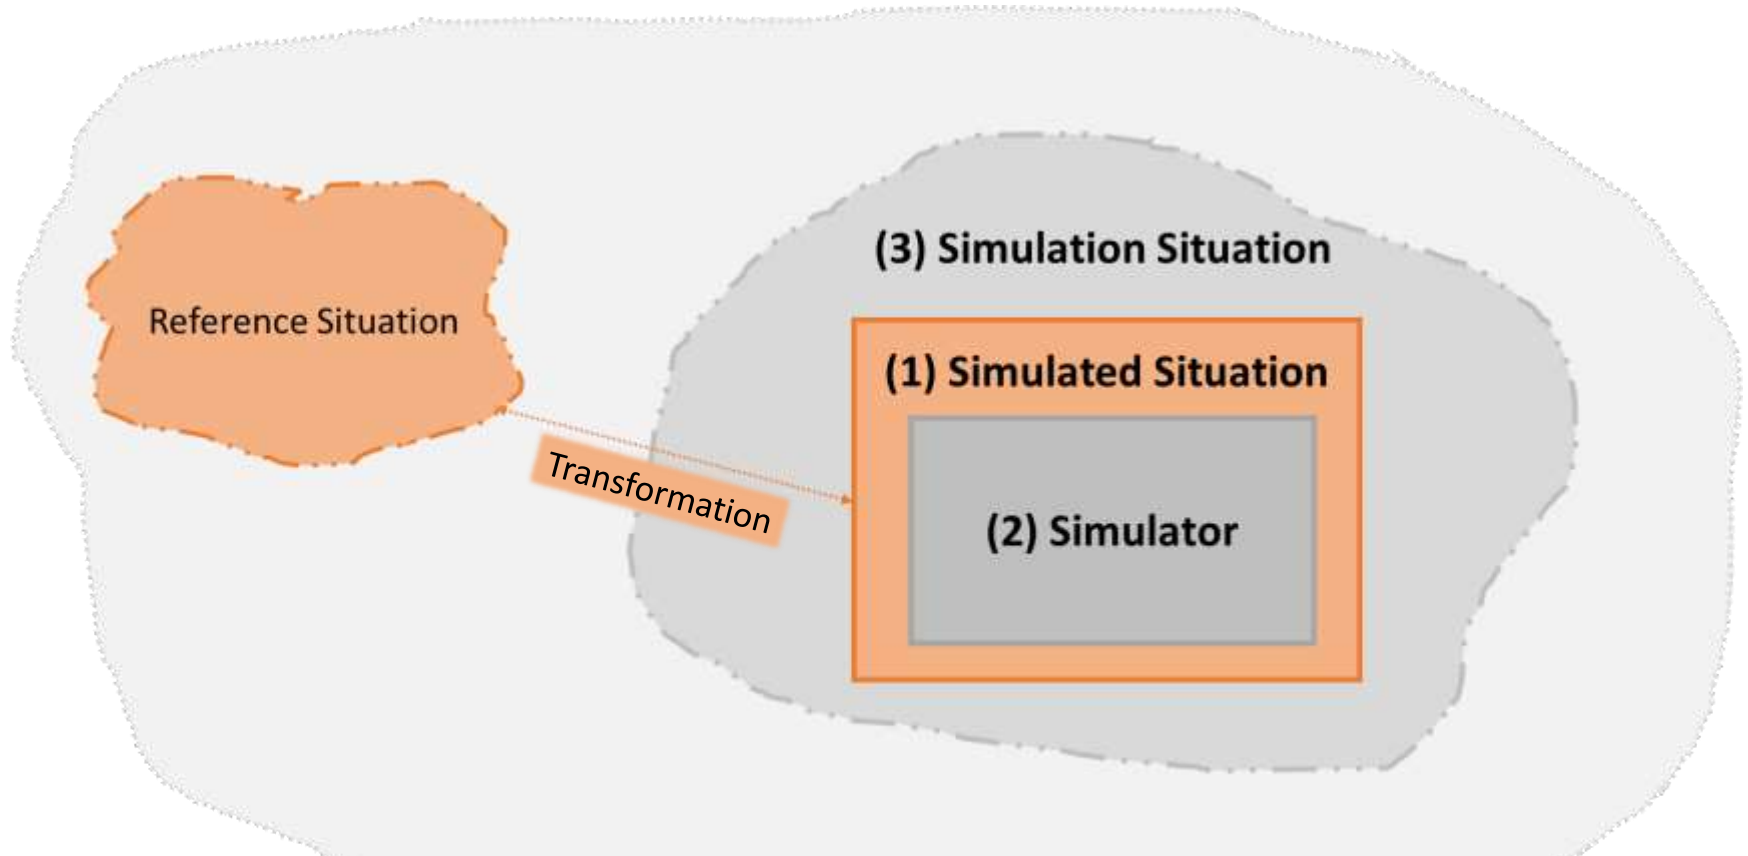 (3) Simulation Situation
Reference Situation
(1) Simulated Situation
Transformation
(2) Simulator